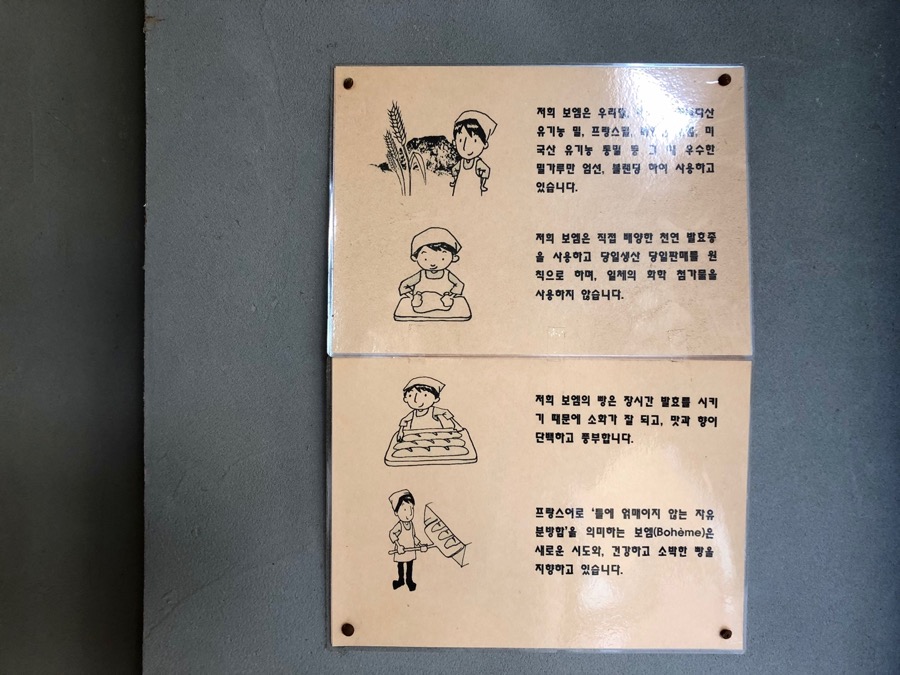 저희 보엠은 우리밀, 캐나다산
유기농 밀, 프랑스밀, 미
국산 유기농 통밀 등 그 우수한
밀가루만 엄선, 블렌딩 하여 사용하고
있습니다.
저희 보엠은 직접 배양한 천연 발효종
을 사용하고 당일생산 당일판매를 원
칙으로 하며, 일체의 화학 첨가물을
사용하지 않습니다.
저희 보엠의 빵은 장시간 발효를 시키
기 때문에 소화가 잘 되고, 맛과 향이
단백하고 풍부합니다.
프랑스어로 '틀에 얽매이지 않는 자유
분방함'을 의미하는 보엠(Bohème)은
새로운 시도와, 건강하고 소박한 빵을
지향하고 있습니다.